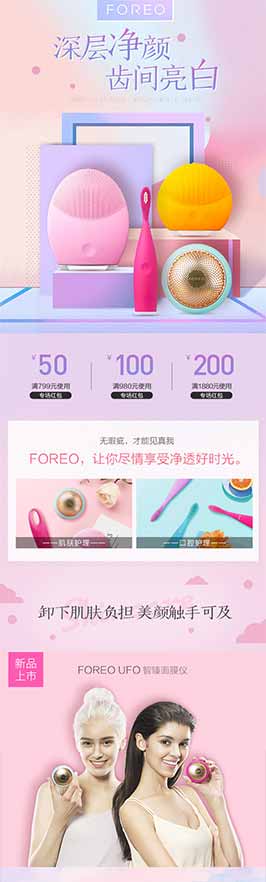 FOREO
深层净颜
齿间亮白
¥50
满799元使用
专场红包
¥100
满980元使用
专场红包
¥200
满1880元使用
专场红包
无瑕疵，才能见真我
FOREO，让你尽情享受净透好时光。
——肌肤护理——
——口腔护理——
卸下肌肤负担 美颜触手可及
新品
上市
FOREO UFO 智臻面膜仪